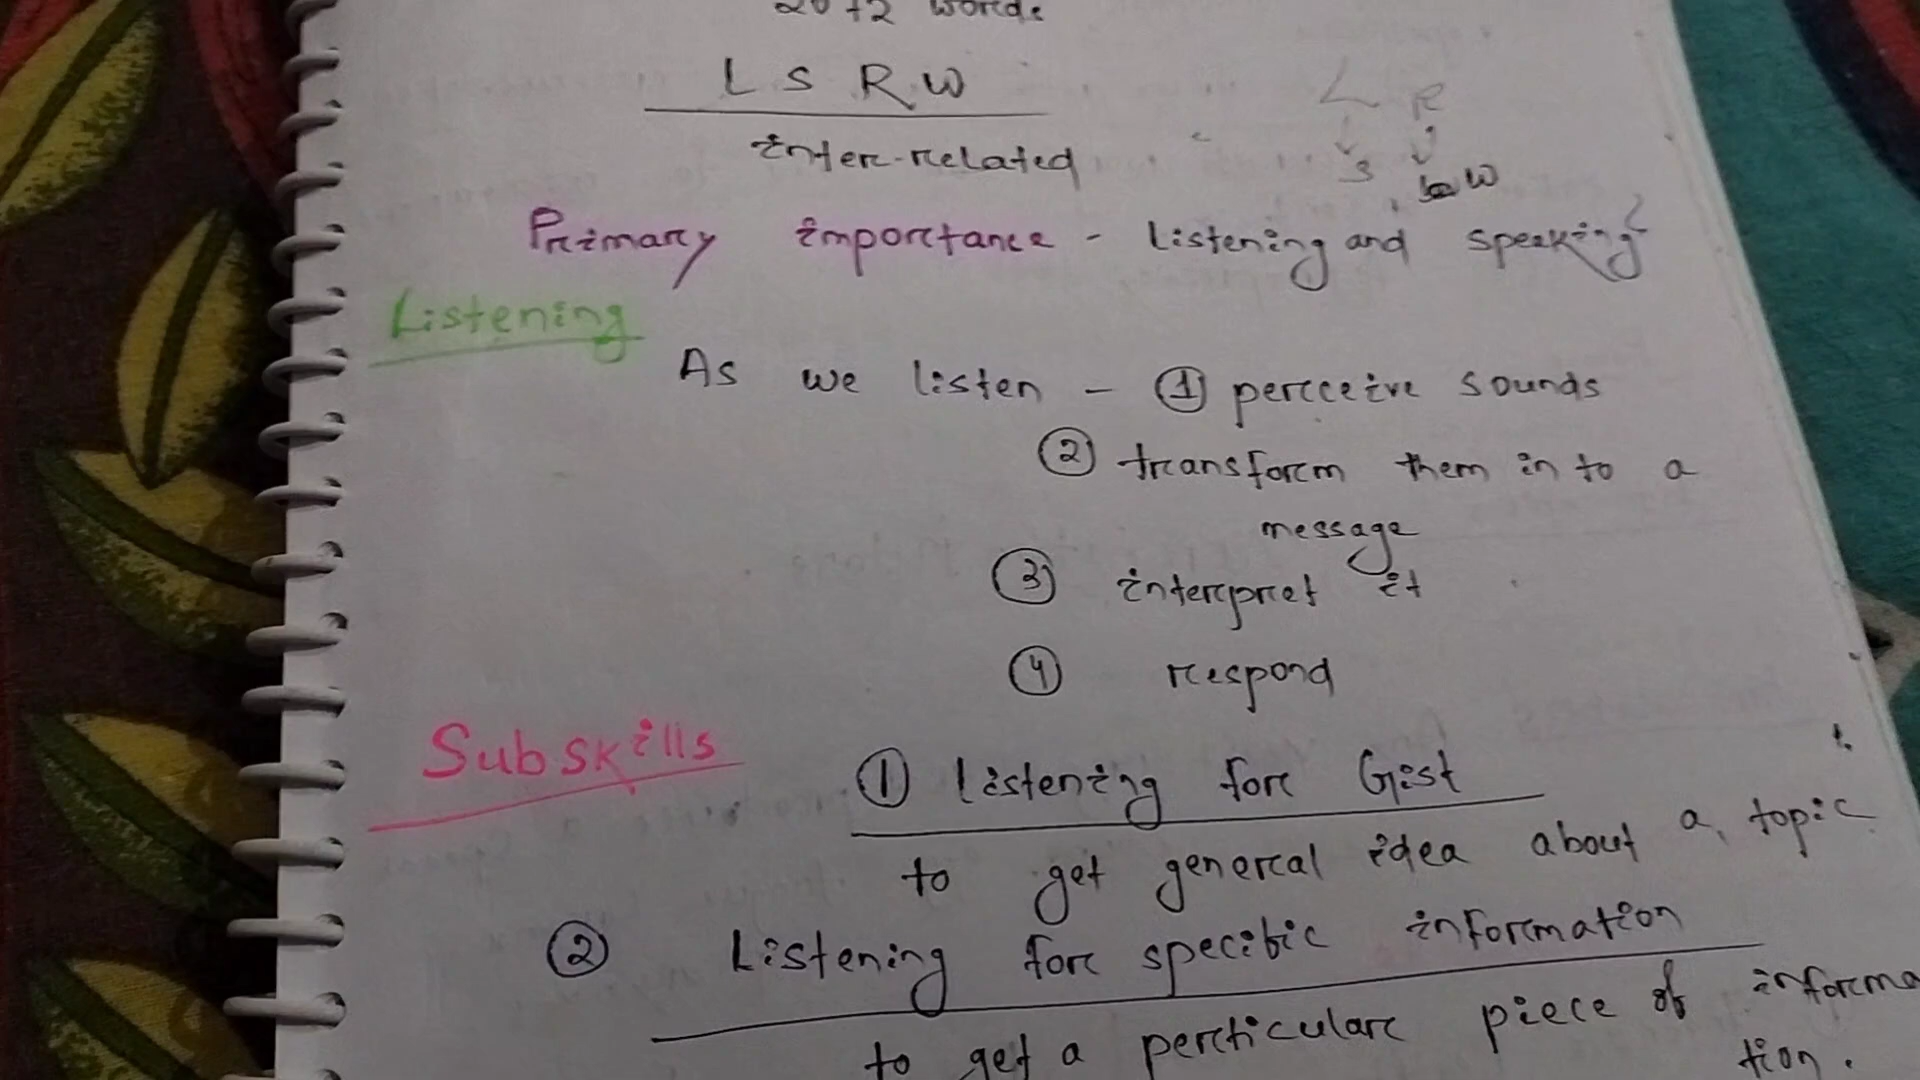 words
L S R W
inter-related
L R
S W
Primary importance - Listening and speaking
Listening
As we listen - ① perceive sounds
② transform them in to a
message
③ interpret it
④ respond
Subskills
① listening for Gist
to get general idea about a topic
② Listening for specific information
to get a perticular piece of informa
tion.